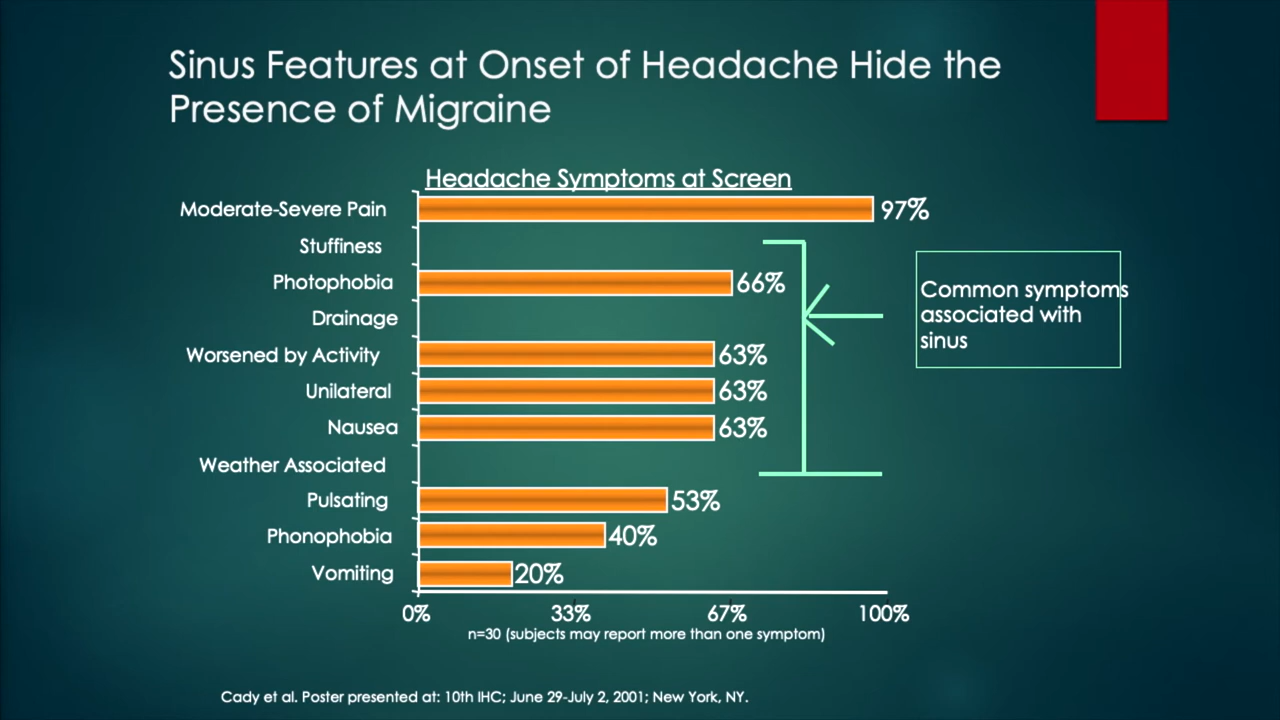 Sinus Features at Onset of Headache Hide the
Presence of Migraine
Headache Symptoms at Screen
Moderate-Severe Pain 97%
Stuffiness
Photophobia 66%
Drainage
Worsened by Activity 63%
Unilateral 63%
Nausea 63%
Weather Associated
Pulsating 53%
Phonophobia 40%
Vomiting 20%
0% 33% 67% 100%
n=30 (subjects may report more than one symptom)
Common symptoms
associated with
sinus
Cady et al. Poster presented at: 10th IHC; June 29-July 2, 2001; New York, NY.